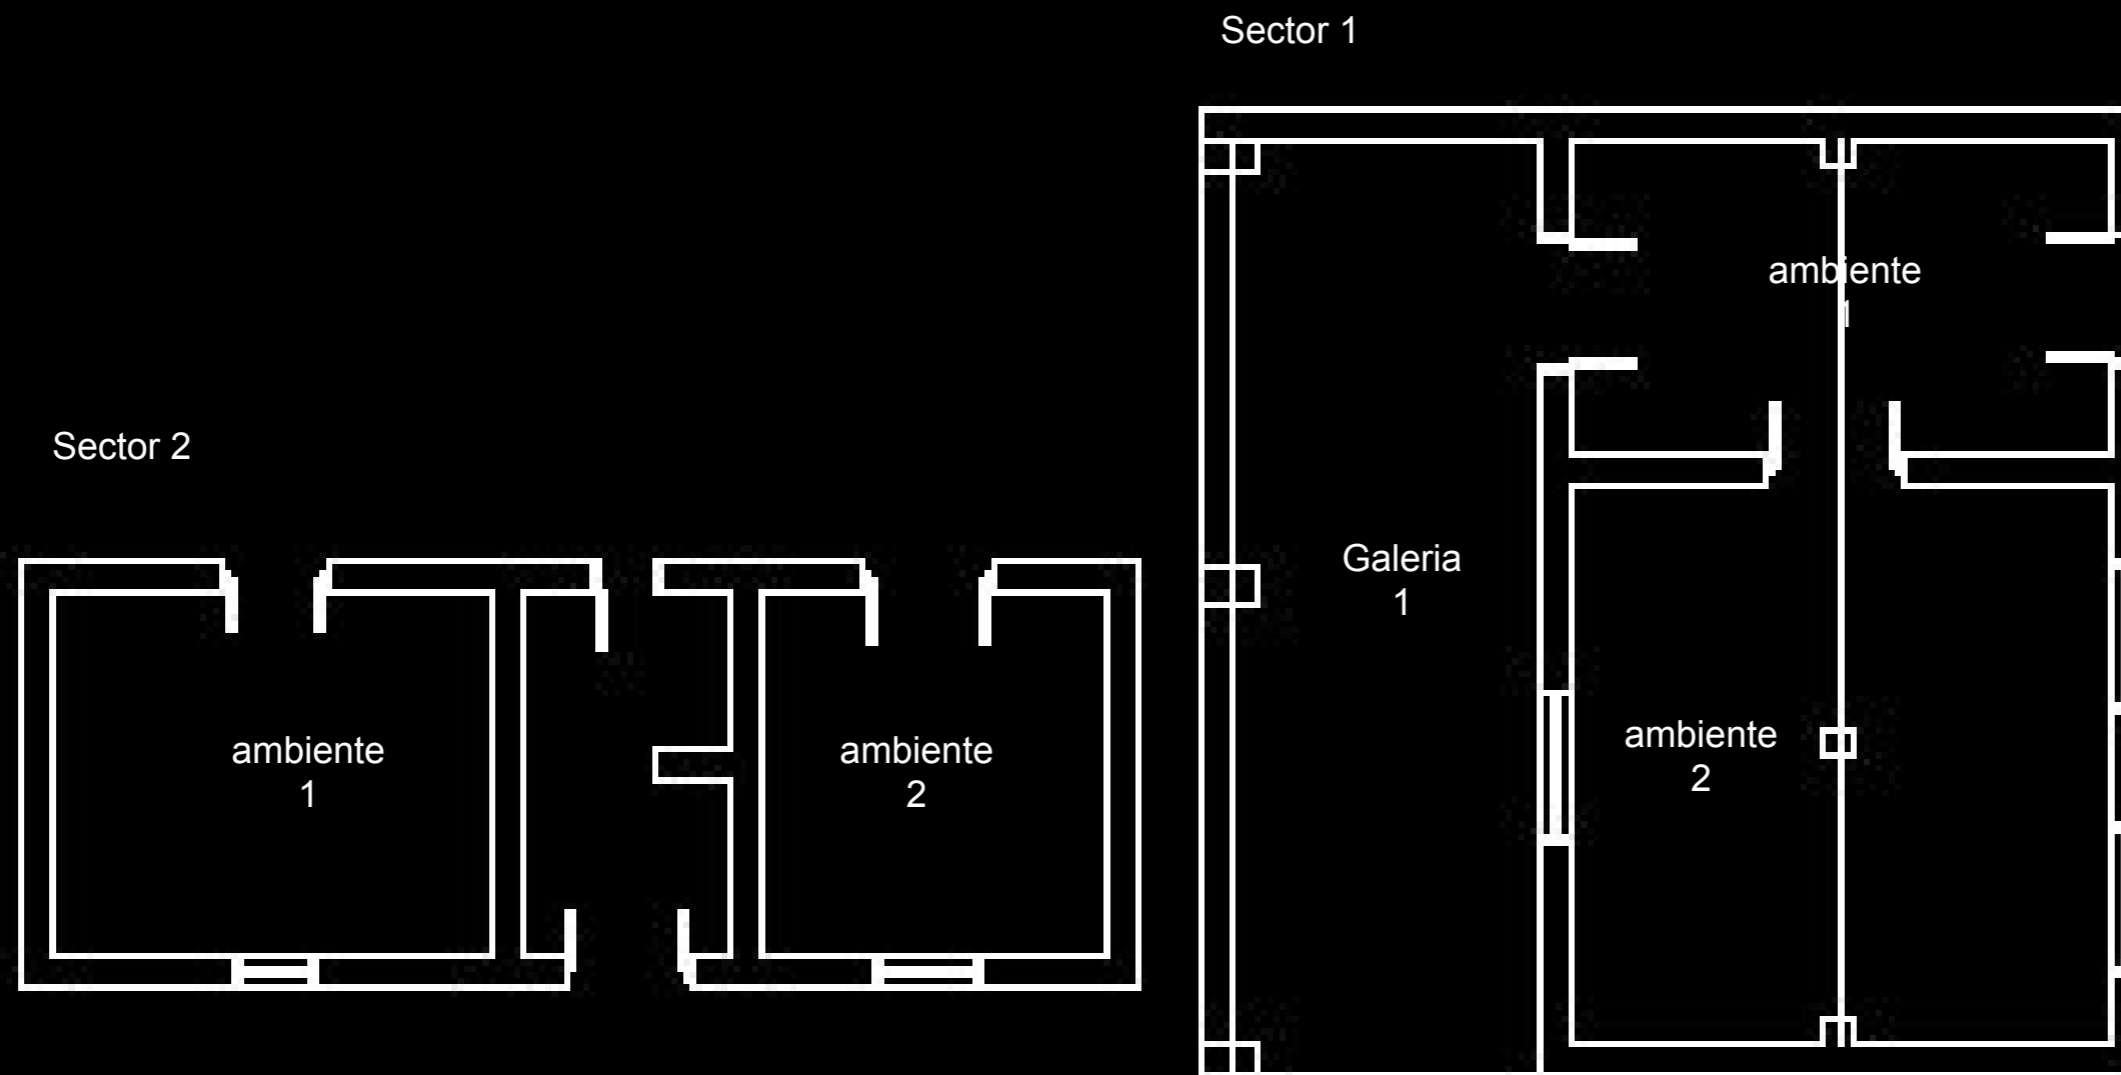 Sector 1
ambiente
1
Sector 2
Galeria
1
ambiente
2
ambiente
1
ambiente
2